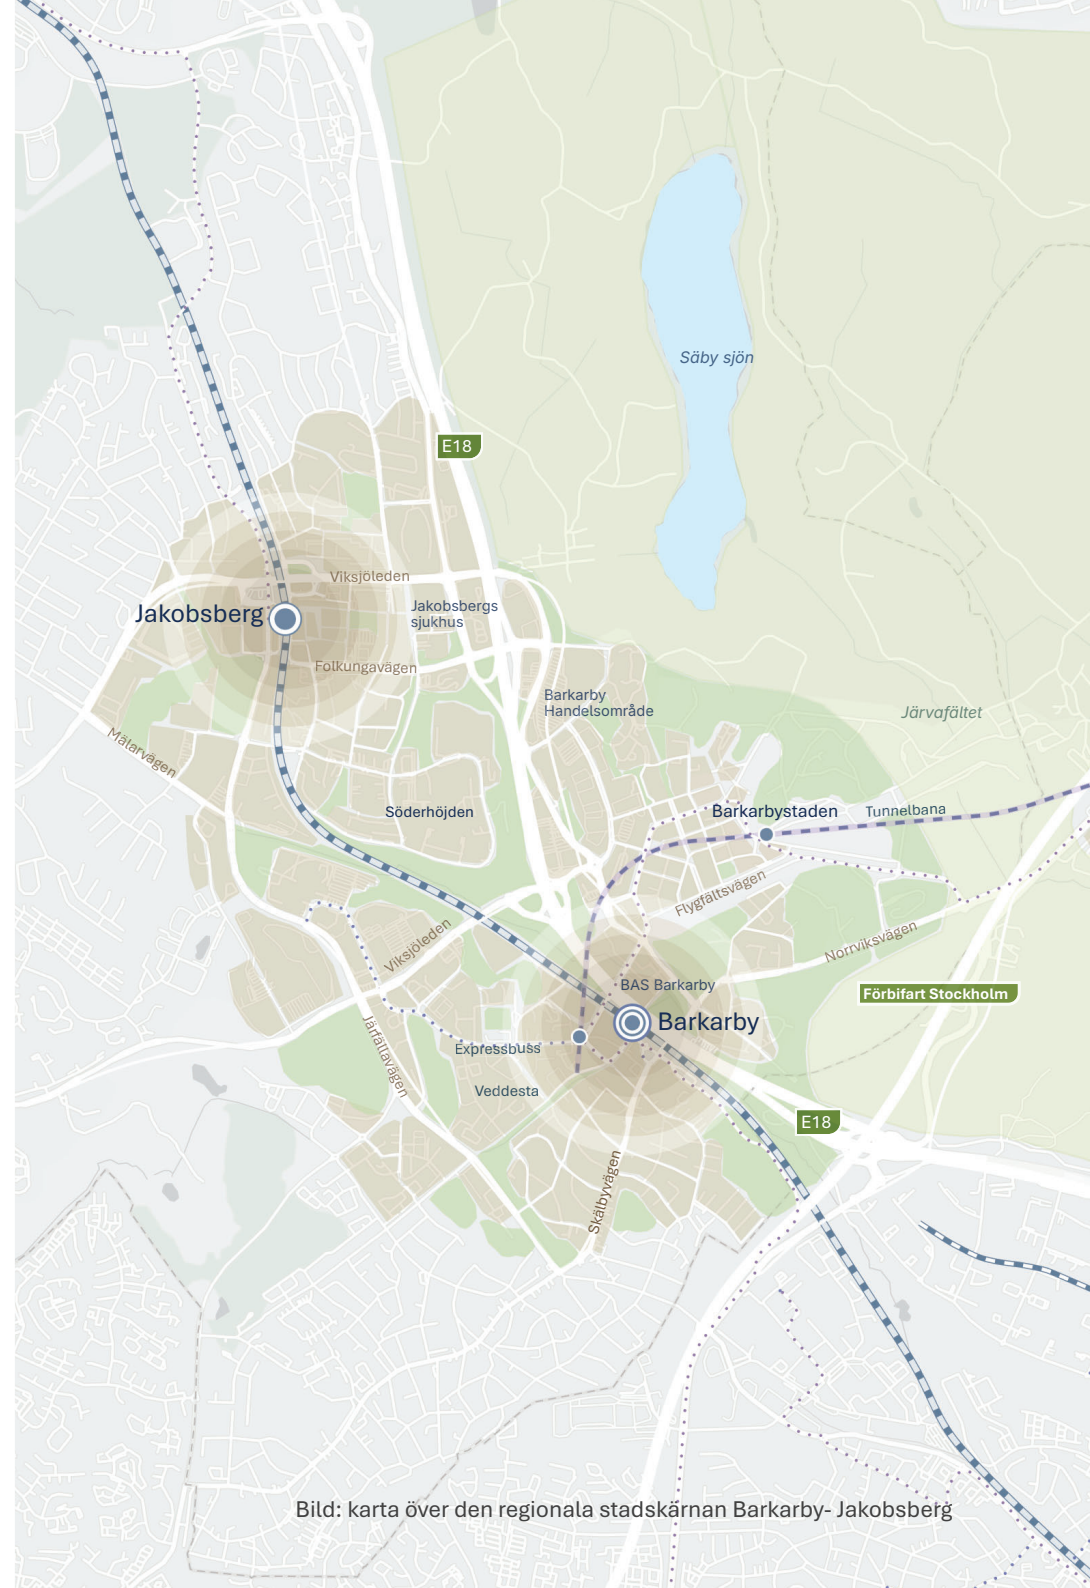 Säby sjön
E18
Viksjöleden
Jakobsberg
Jakobsbergs
sjukhus
Folkungavägen
Barkarby
Handelsområde
Järvafältet
Mälarvägen
Söderhöjden
Barkarbystaden
Tunnelbana
Flygfältsvägen
Viksjöleden
Norrviksvägen
BAS Barkarby
Förbifart Stockholm
Barkarby
Expressbuss
Järfällavägen
Veddesta
E18
Skälbyvägen
Bild: karta över den regionala stadskärnan Barkarby- Jakobsberg